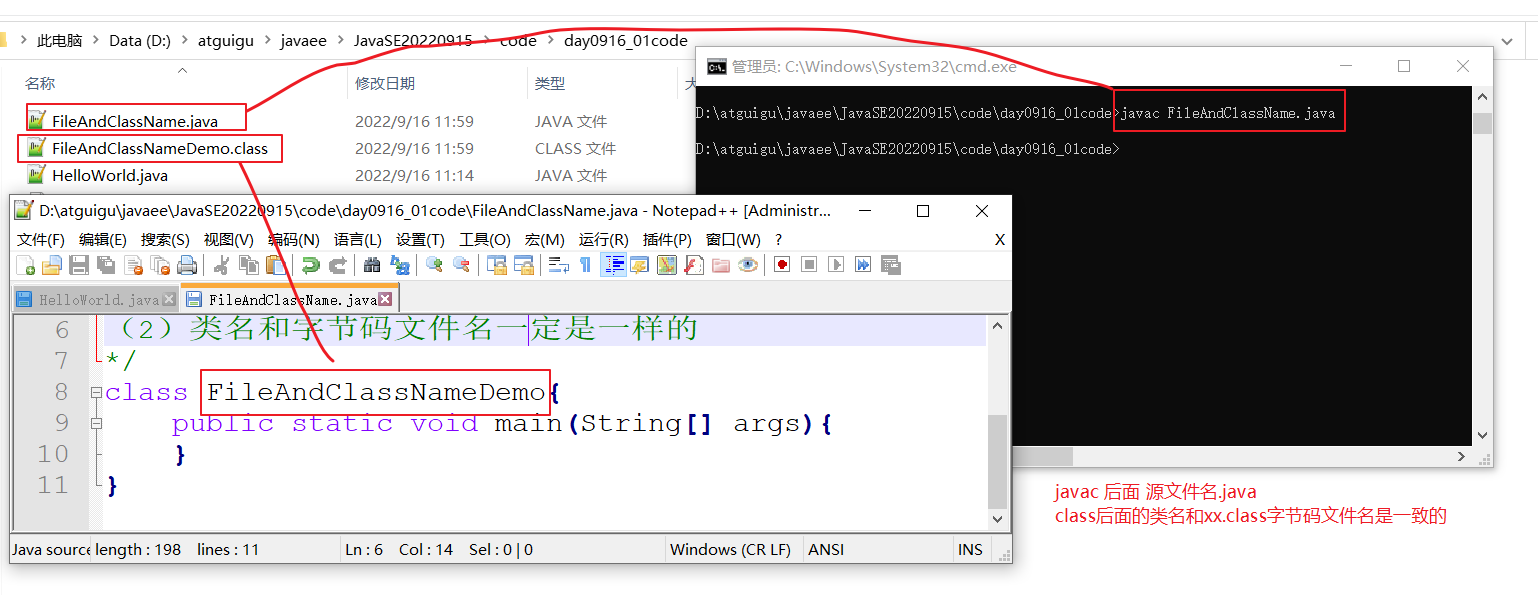 此电脑 > Data (D:) > atguigu > javaee > JavaSE20220915 > code > day0916_01code
名称 修改日期 类型
FileAndClassName.java 2022/9/16 11:59 JAVA 文件
FileAndClassNameDemo.class 2022/9/16 11:59 CLASS 文件
HelloWorld.java 2022/9/16 11:14 JAVA 文件
管理员: C:\Windows\System32\cmd.exe
D:\atguigu\javaee\JavaSE20220915\code\day0916_01code>javac FileAndClassName.java
D:\atguigu\javaee\JavaSE20220915\code\day0916_01code>
D:\atguigu\javaee\JavaSE20220915\code\day0916_01code\FileAndClassName.java - Notepad++ [Administr...
文件(F) 编辑(E) 搜索(S) 视图(V) 编码(N) 语言(L) 设置(T) 工具(O) 宏(M) 运行(R) 插件(P) 窗口(W) ? X
HelloWorld.java FileAndClassName.java
6 （2）类名和字节码文件名一定是一样的
7 */
8 class FileAndClassNameDemo{
9 public static void main(String[] args){
10 }
11 }
Java source length : 198 lines : 11 Ln : 6 Col : 14 Sel : 0 | 0 Windows (CR LF) ANSI INS
javac 后面 源文件名.java
class后面的类名和xx.class字节码文件名是一致的